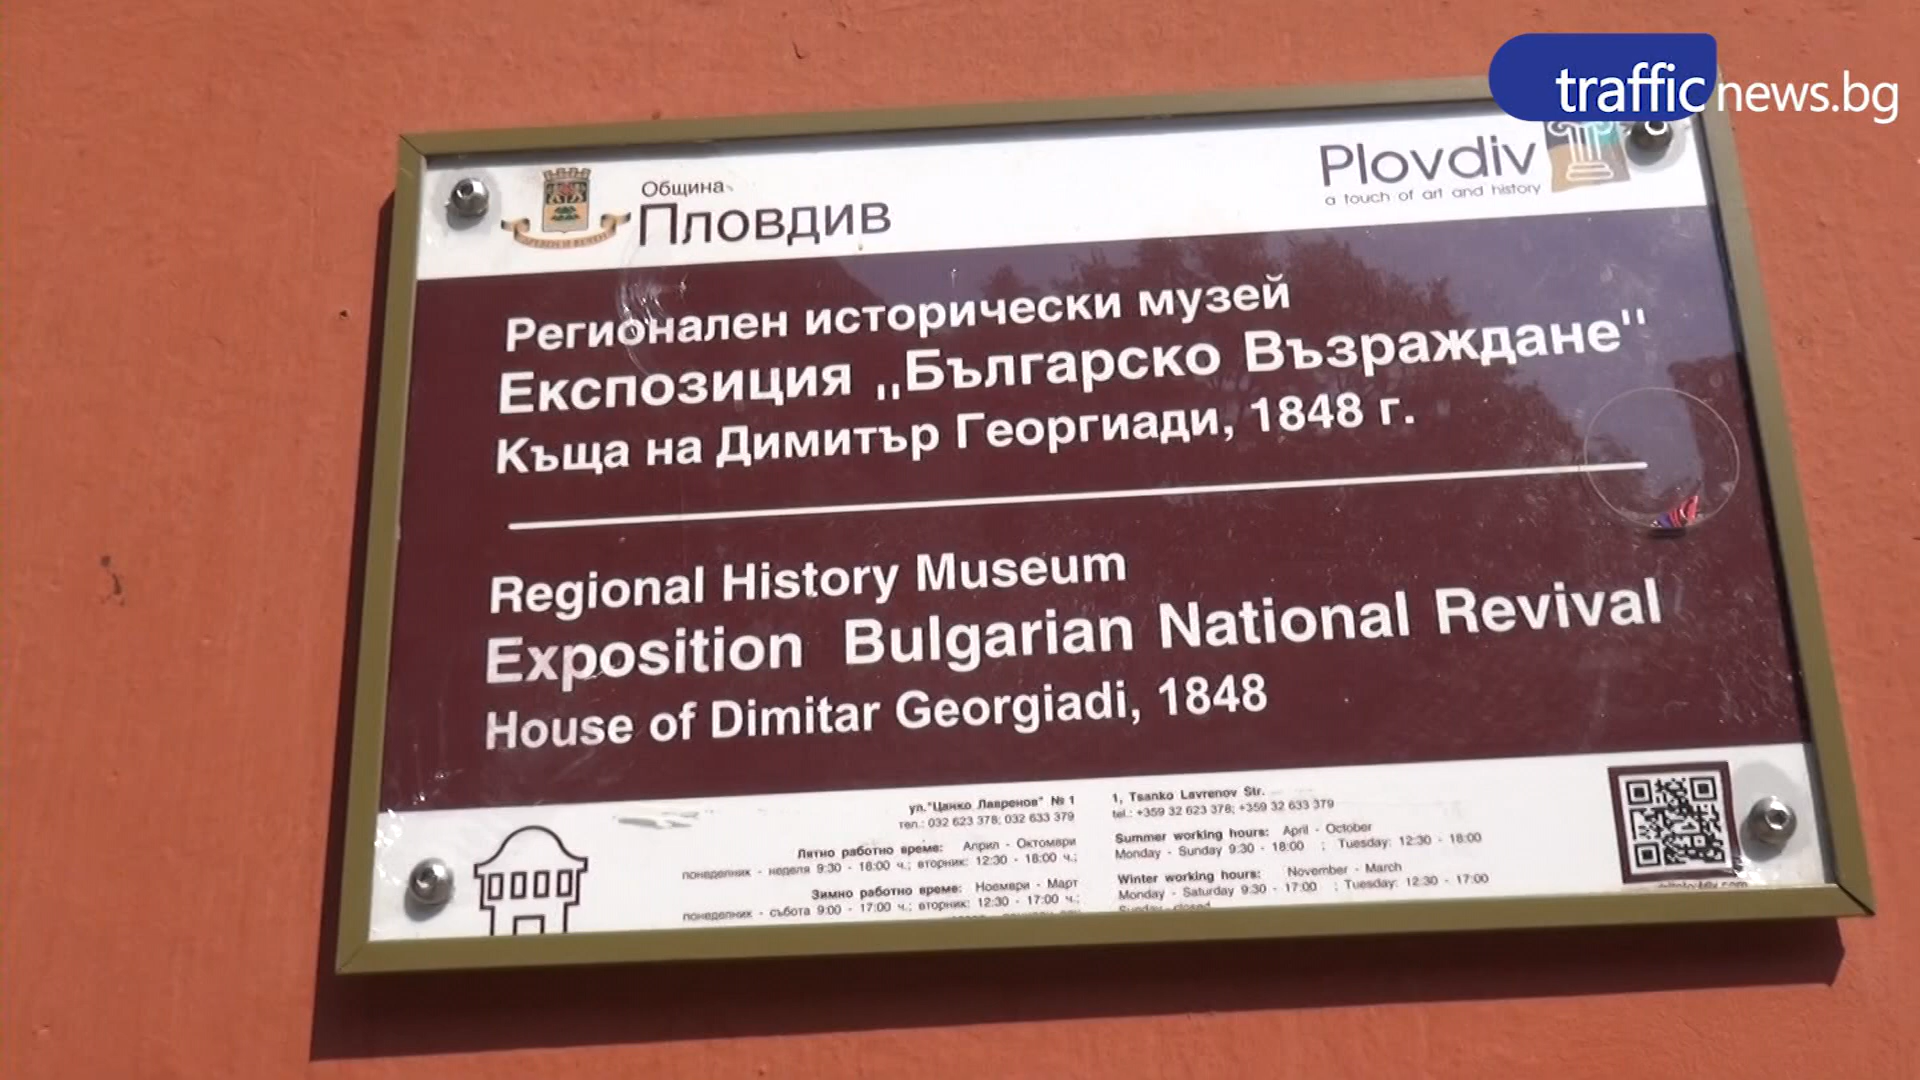 trafficnews.bg
Община
Пловдив
Plovdiv
a touch of art and history
Регионален исторически музей
Експозиция „Българско Възраждане"
Къща на Димитър Георгиади, 1848 г.
Regional History Museum
Exposition Bulgarian National Revival
House of Dimitar Georgiadi, 1848
ул."Цанко Лавренов" № 1
тел.: 032 623 378; 032 633 379
Лятно работно време: Април - Октомври
понеделник - неделя 9:30 - 18:00 ч.; вторник: 12:30 - 18:00 ч.;
Зимно работно време: Ноември - Март
понеделник - събота 9:00 - 17:00 ч.; вторник: 12:30 - 17:00 ч.;
1, Tsanko Lavrenov Str.
tel.: +359 32 623 378; +359 32 633 379
Summer working hours: April - October
Monday - Sunday 9:30 - 18:00 ; Tuesday: 12:30 - 18:00
Winter working hours: November - March
Monday - Saturday 9:30 - 17:00 ; Tuesday: 12:30 - 17:00
Sunday - closed